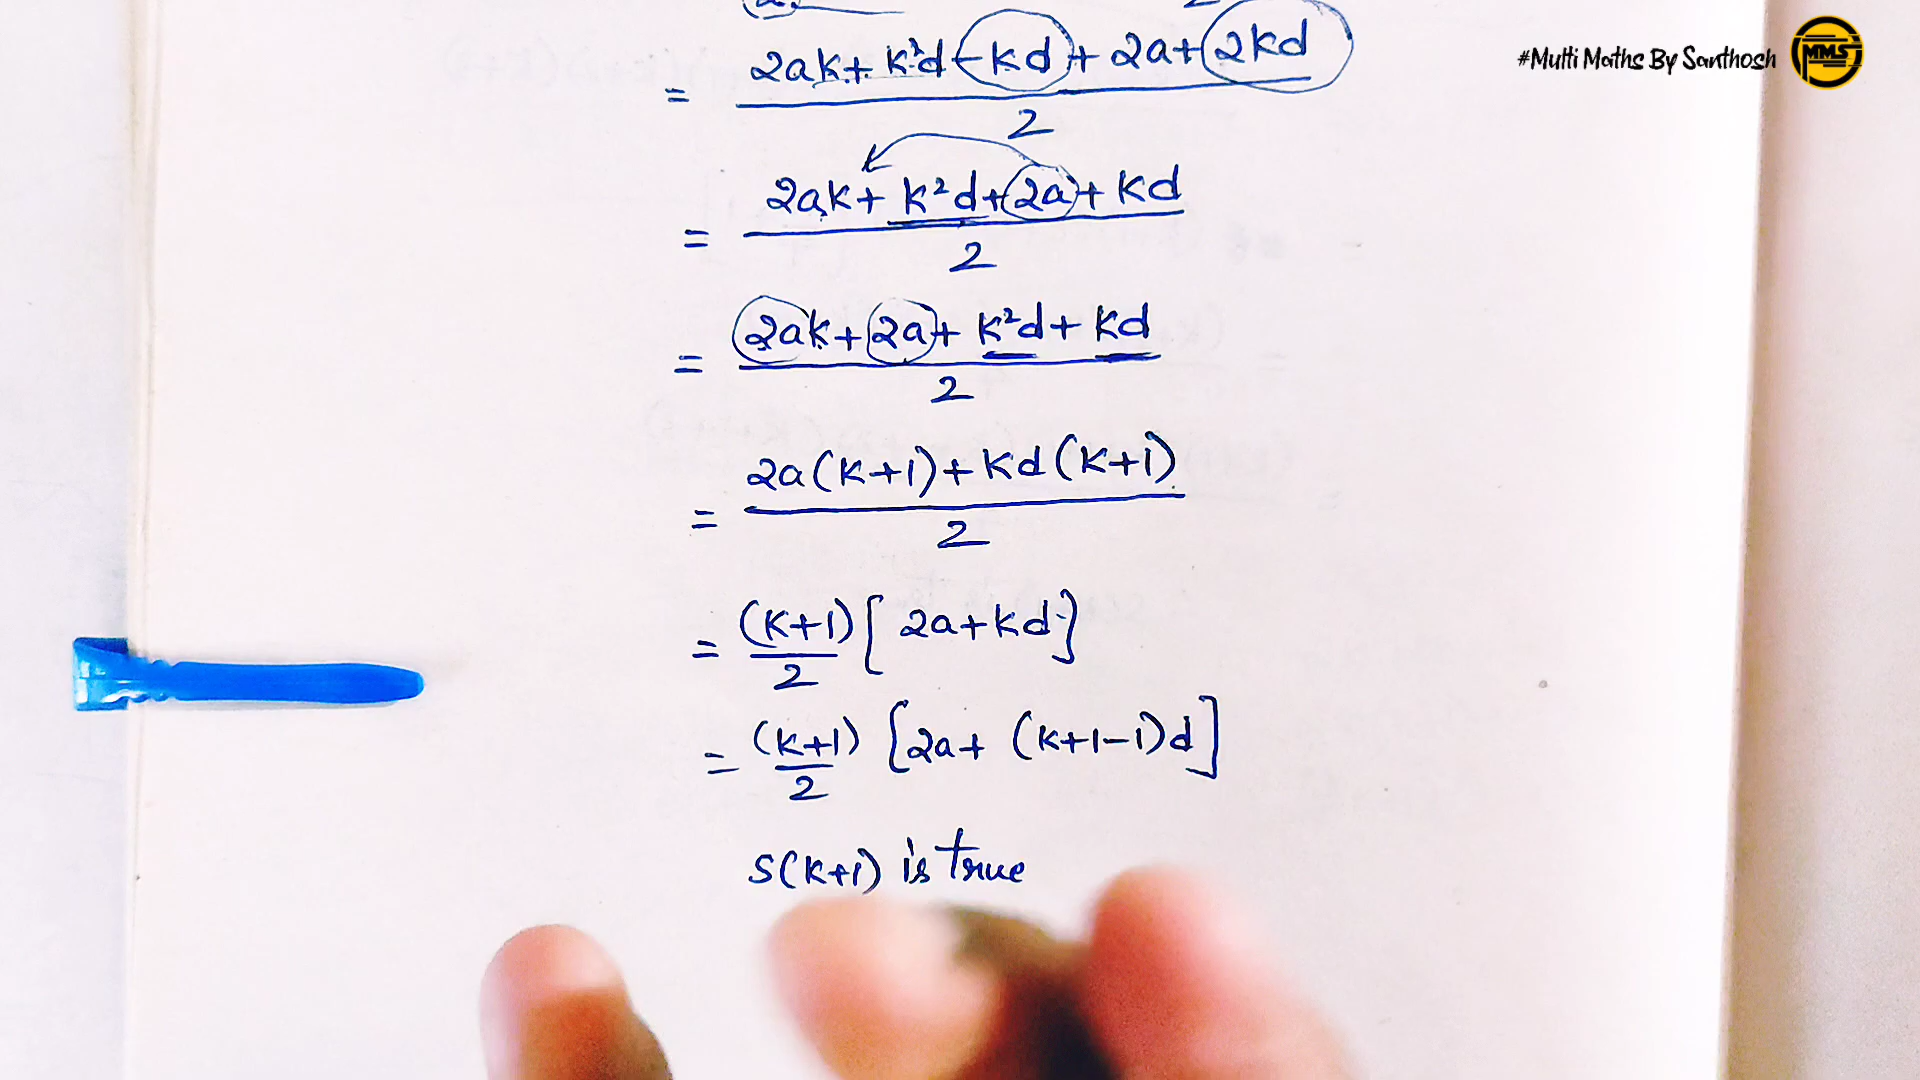 #Multi Maths By Santhosh
MMS
= 2ak+k²d-kd+2a+2kd
2
= 2ak+k²d+2a+kd
2
= 2ak+2a+k²d+kd
2
= 2a(k+1)+kd(k+1)
2
= (k+1)/2 [2a+kd]
= (k+1)/2 [2a+(k+1-1)d]
S(k+1) is true